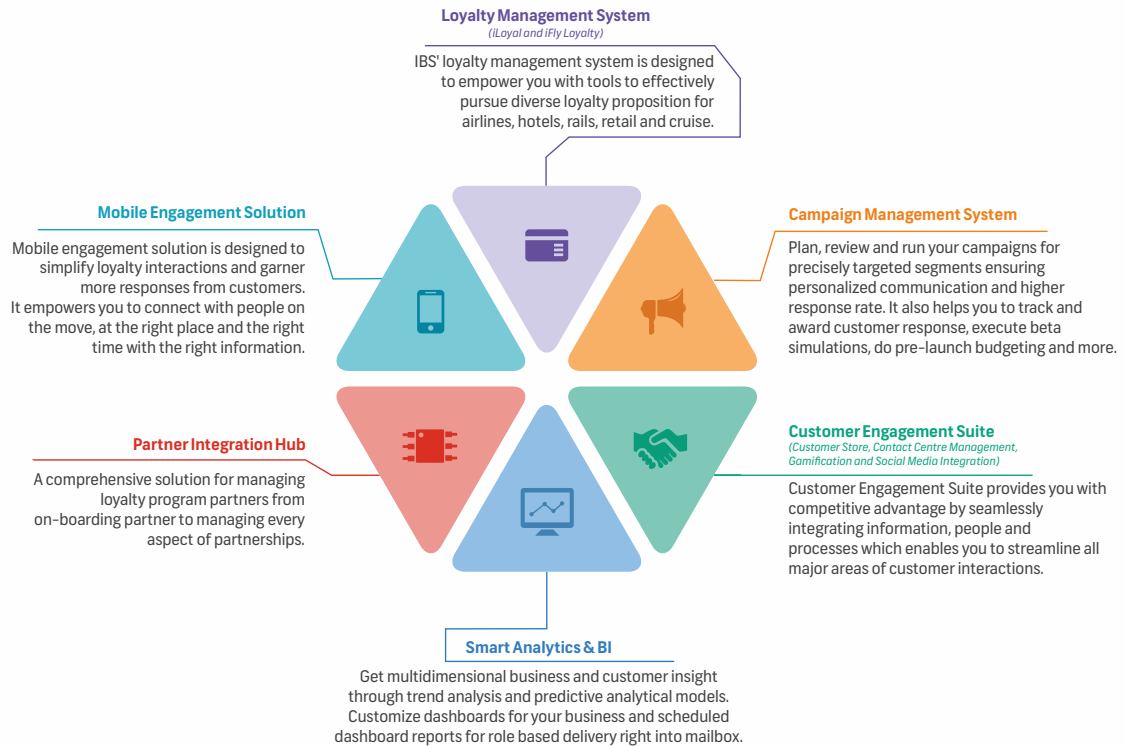 Loyalty Management System
(iLoyal and iFly Loyalty)
IBS' loyalty management system is designed
to empower you with tools to effectively
pursue diverse loyalty proposition for
airlines, hotels, rails, retail and cruise.
Mobile Engagement Solution
Mobile engagement solution is designed to
simplify loyalty interactions and garner
more responses from customers.
It empowers you to connect with people on
the move, at the right place and the right
time with the right information.
Campaign Management System
Plan, review and run your campaigns for
precisely targeted segments ensuring
personalized communication and higher
response rate. It also helps you to track and
award customer response, execute beta
simulations, do pre-launch budgeting and more.
Partner Integration Hub
A comprehensive solution for managing
loyalty program partners from
on-boarding partner to managing every
aspect of partnerships.
Customer Engagement Suite
(Customer Store, Contact Centre Management,
Gamification and Social Media Integration)
Customer Engagement Suite provides you with
competitive advantage by seamlessly
integrating information, people and
processes which enables you to streamline all
major areas of customer interactions.
Smart Analytics & BI
Get multidimensional business and customer insight
through trend analysis and predictive analytical models.
Customize dashboards for your business and scheduled
dashboard reports for role based delivery right into mailbox.